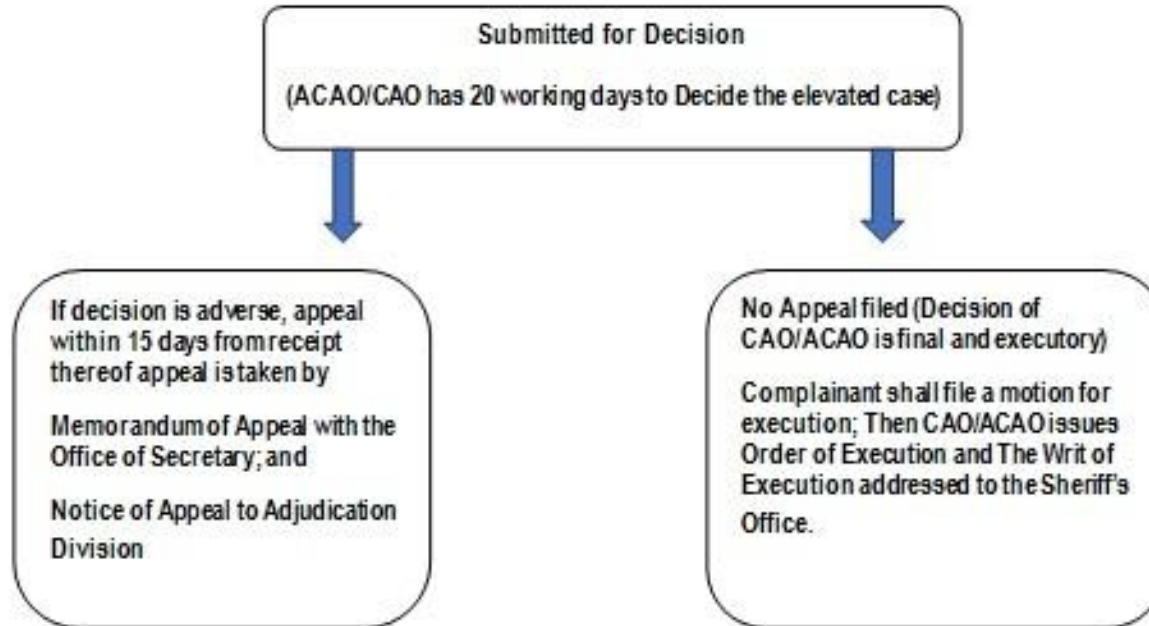 Submitted for Decision
(ACAO/CAO has 20 working days to Decide the elevated case)
If decision is adverse, appeal
within 15 days from receipt
thereof appeal is taken by
Memorandum of Appeal with the
Office of Secretary; and
Notice of Appeal to Adjudication
Division
No Appeal filed (Decision of
CAO/ACAO is final and executory)
Complainant shall file a motion for
execution; Then CAO/ACAO issues
Order of Execution and The Writ of
Execution addressed to the Sheriff's
Office.